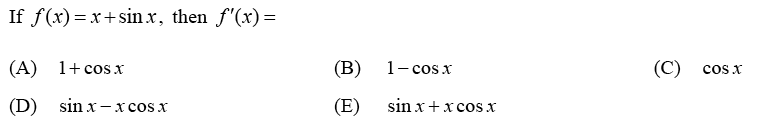 If f(x) = x + sin x, then f′(x) =
(A) 1 + cos x (B) 1 − cos x (C) cos x
(D) sin x − x cos x (E) sin x + x cos x